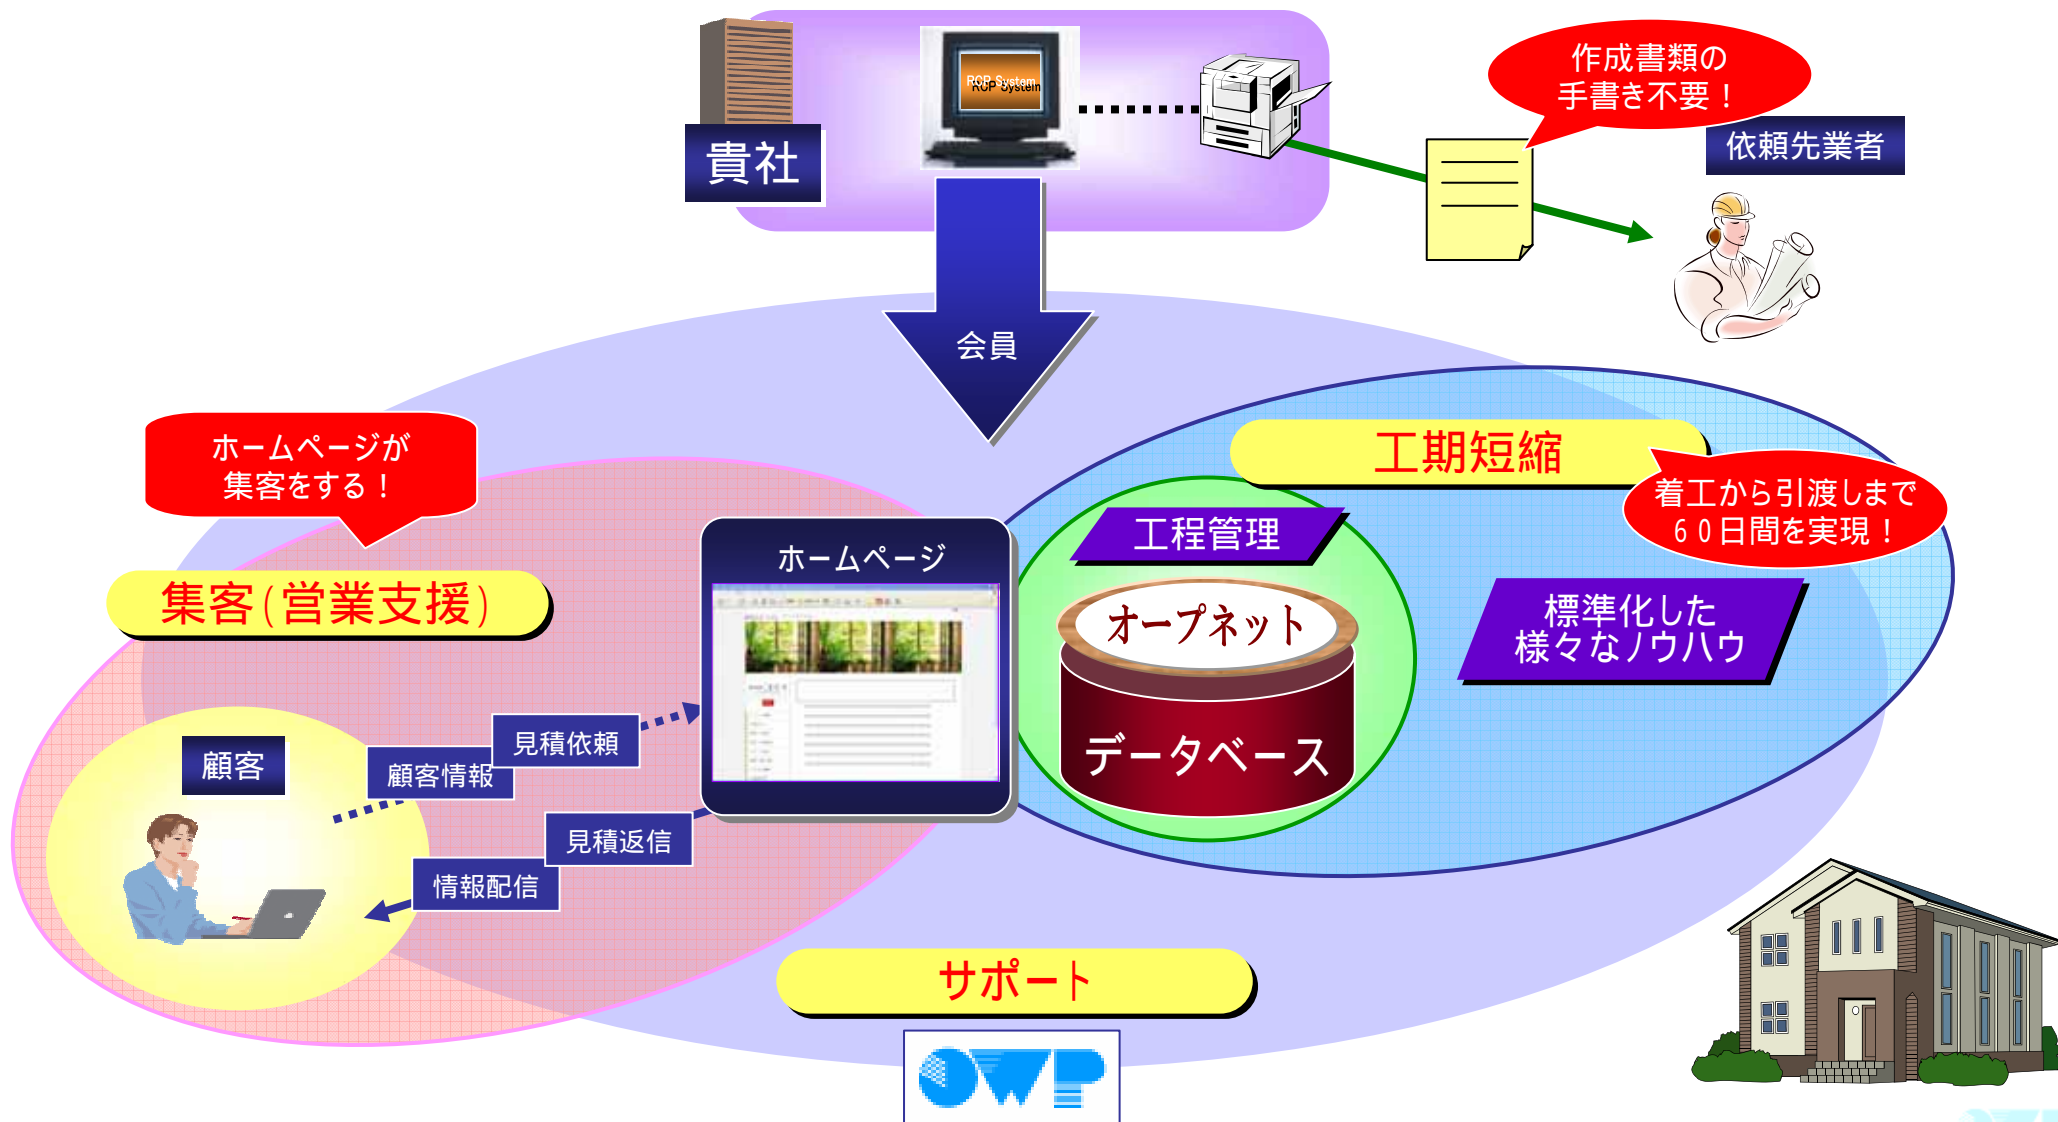 RCP System
貴社
作成書類の
手書き不要！
依頼先業者
会員
ホームページが
集客をする！
集客(営業支援)
工期短縮
着工から引渡しまで
６０日間を実現！
工程管理
標準化した
様々なノウハウ
オープネット
データベース
ホームページ
顧客
顧客情報
見積依頼
見積返信
情報配信
サポート
OWP